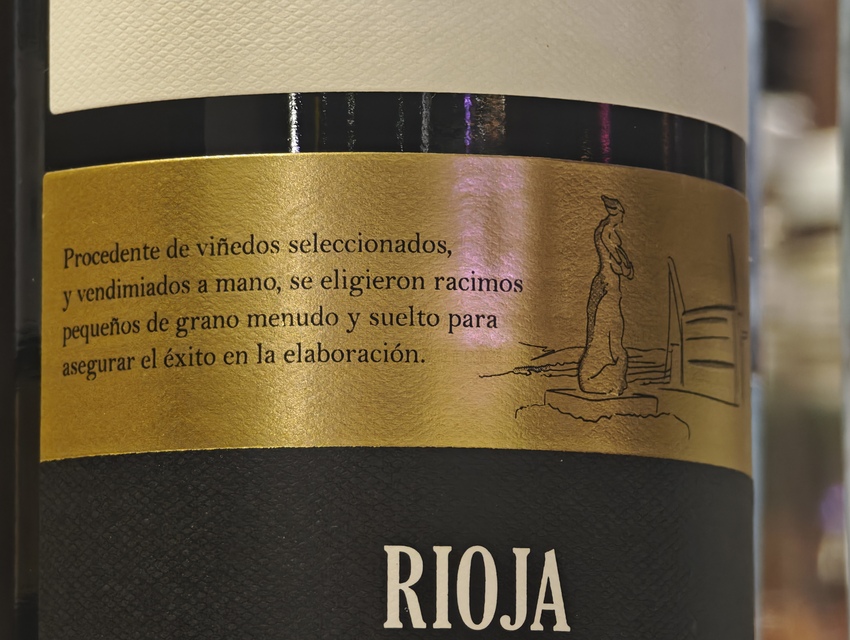 Procedente de viñedos seleccionados,
y vendimiados a mano, se eligieron racimos
pequeños de grano menudo y suelto para
asegurar el éxito en la elaboración.
RIOJA